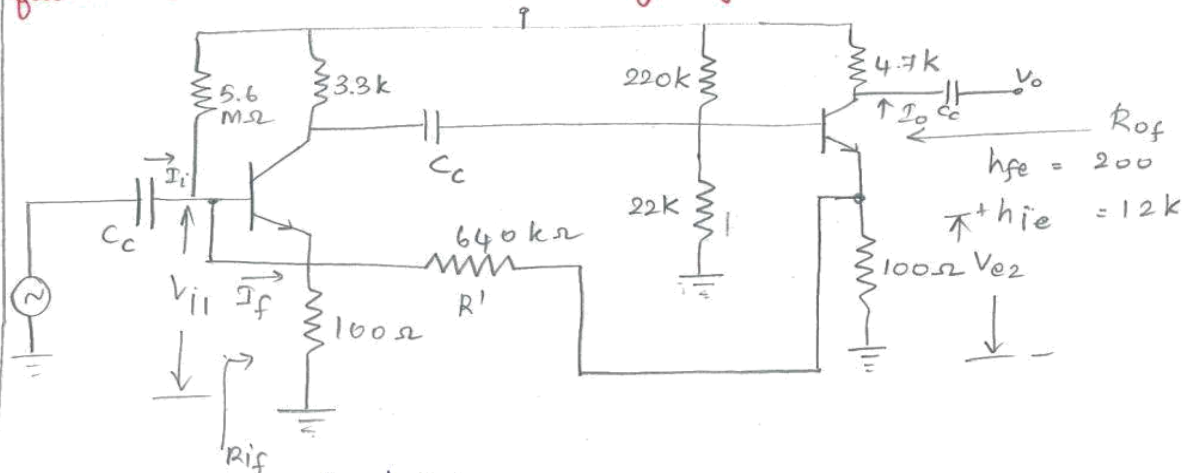 5.6
MΩ
3.3k
220k
4.7k
Vo
Io
Cc
Rof
hfe = 200
hie = 12k
Ii
Cc
Cc
22k
640kΩ
R'
100Ω
Ve2
Vi1
If
100Ω
Rif